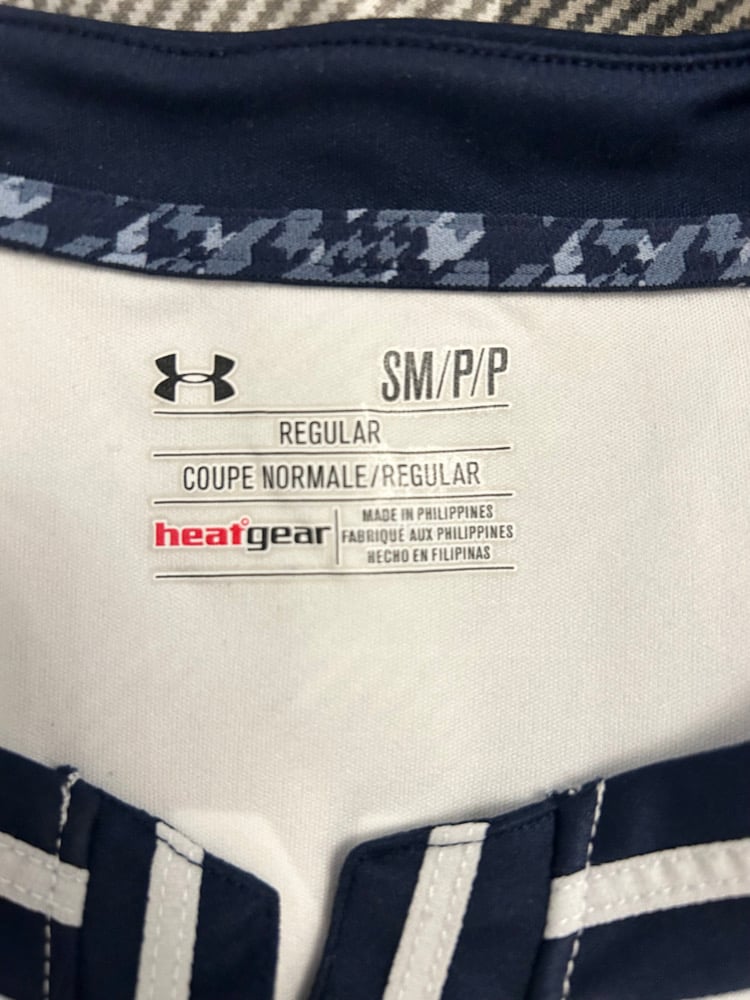 SM/P/P
REGULAR
COUPE NORMALE/REGULAR
heatgear
MADE IN PHILIPPINES
FABRIQUÉ AUX PHILIPPINES
HECHO EN FILIPINAS